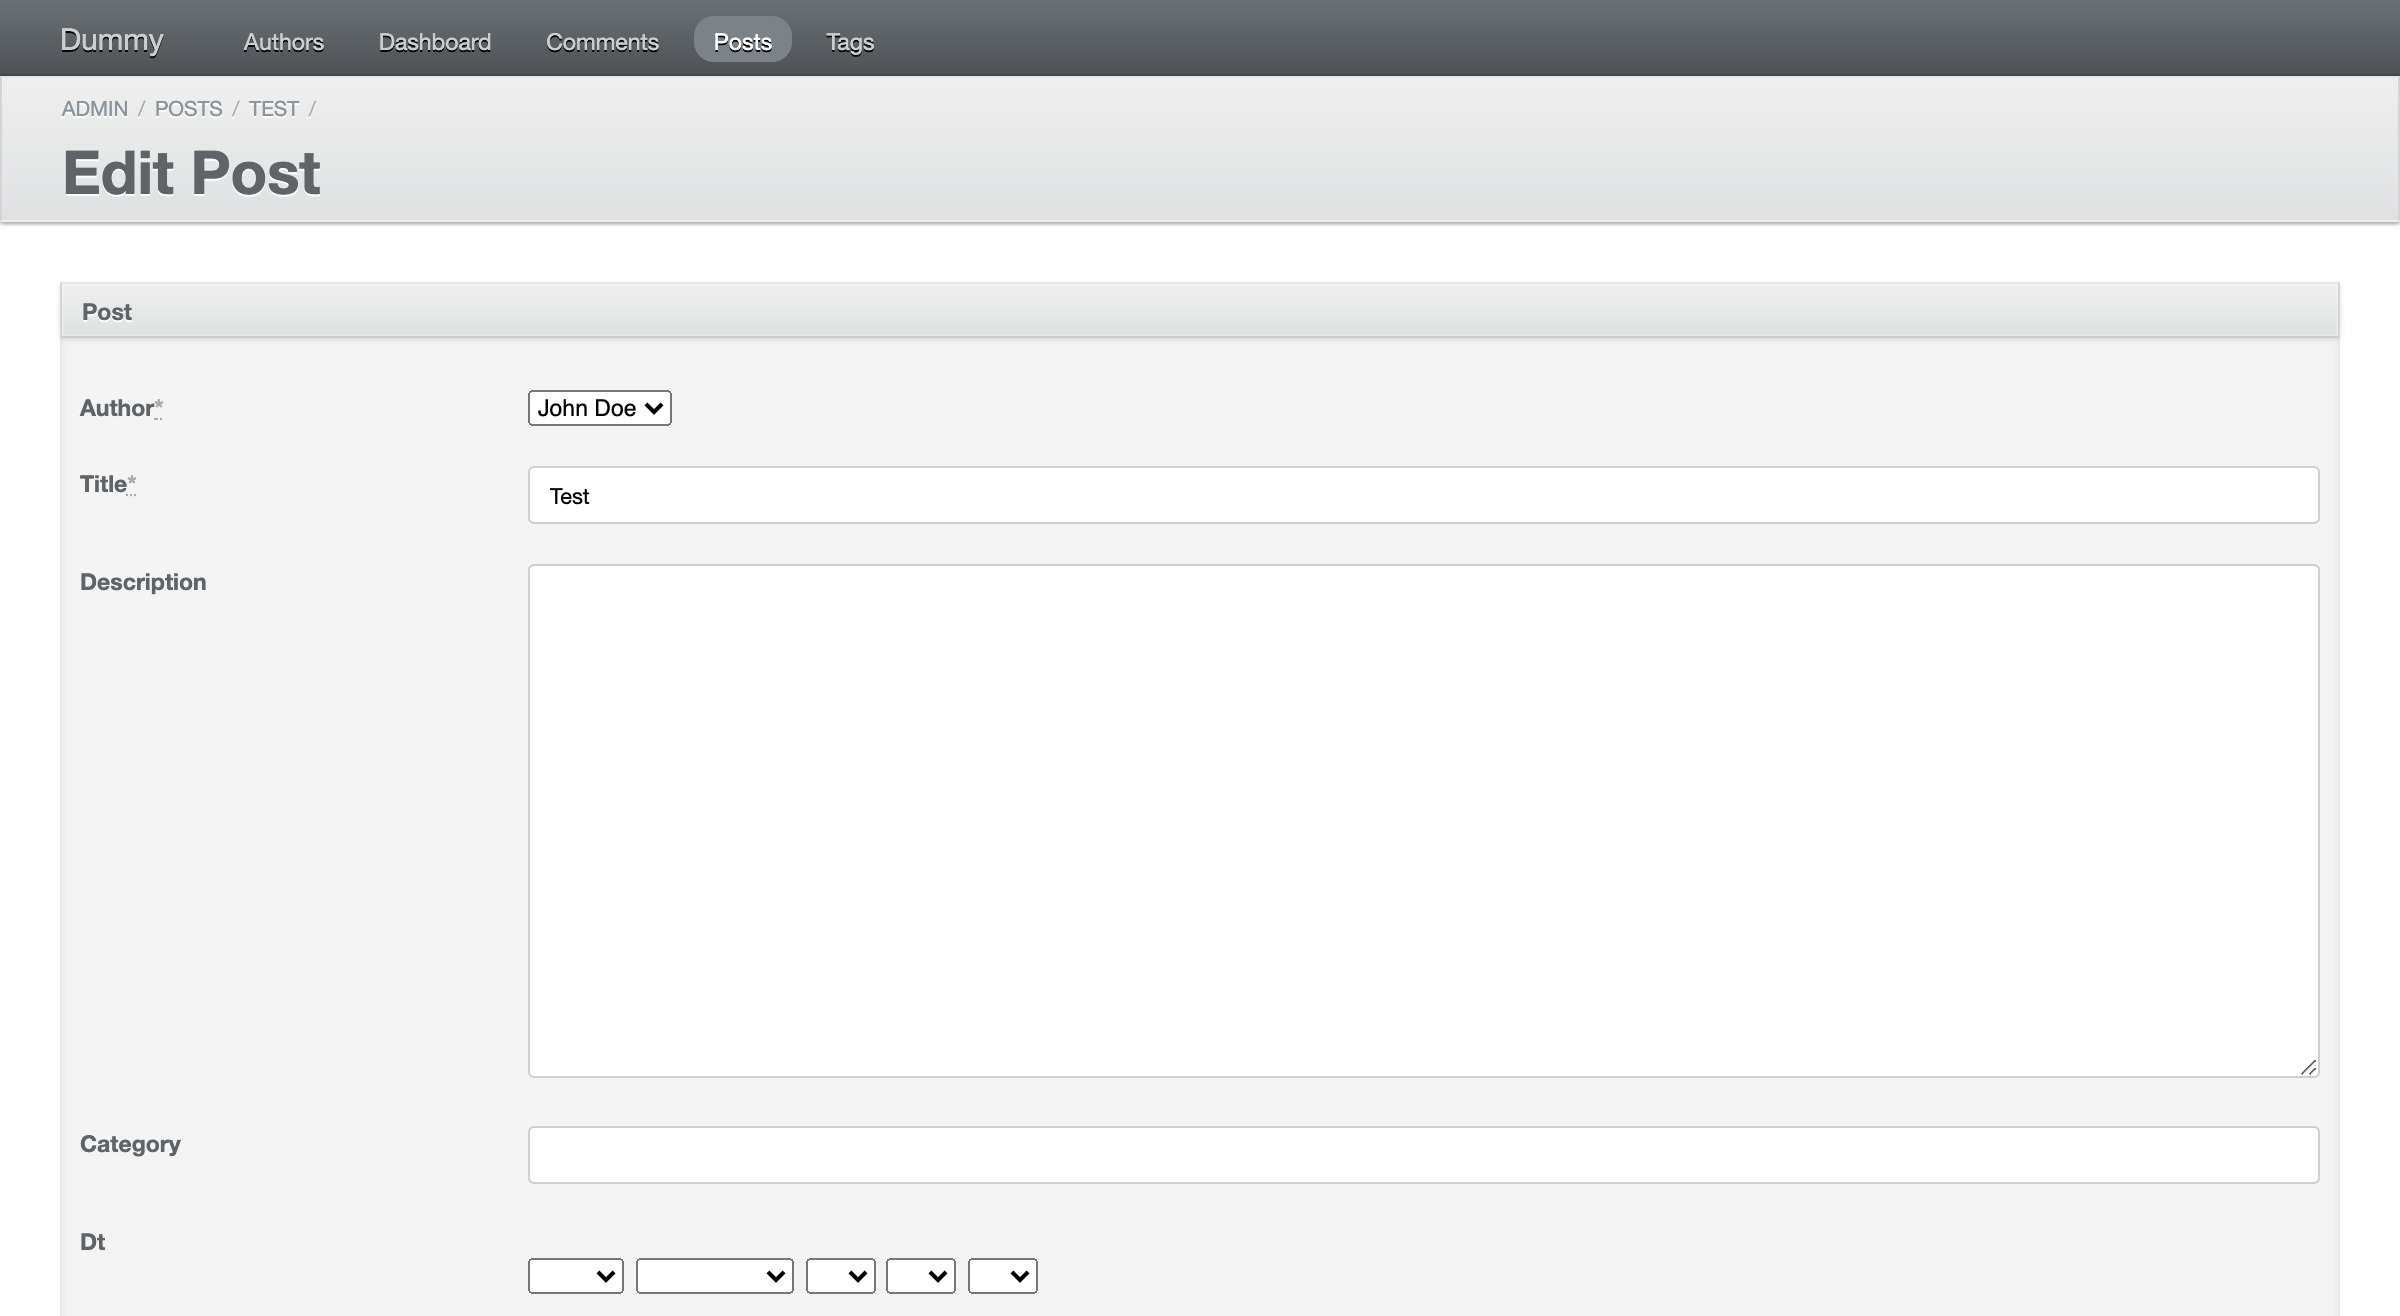 Dummy Authors Dashboard Comments Posts Tags
ADMIN / POSTS / TEST /
Edit Post
Post
Author* John Doe
Title* Test
Description
Category
Dt